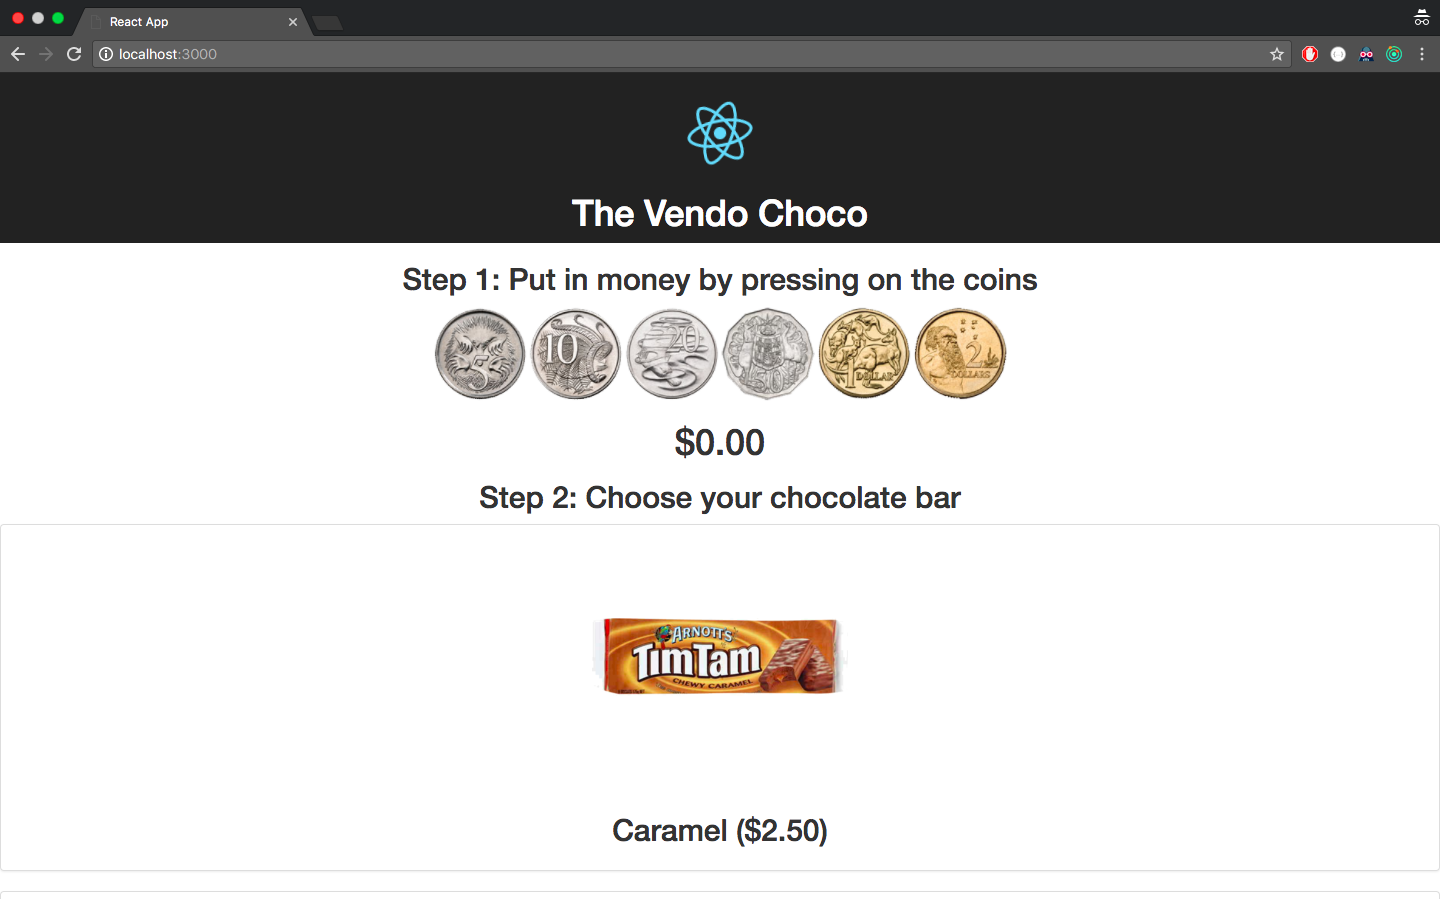 React App
localhost:3000
The Vendo Choco
Step 1: Put in money by pressing on the coins
5 10 20 50 1 DOLLAR 2 DOLLARS
$0.00
Step 2: Choose your chocolate bar
ARNOTT'S
TimTam
CHEWY CARAMEL
Caramel ($2.50)